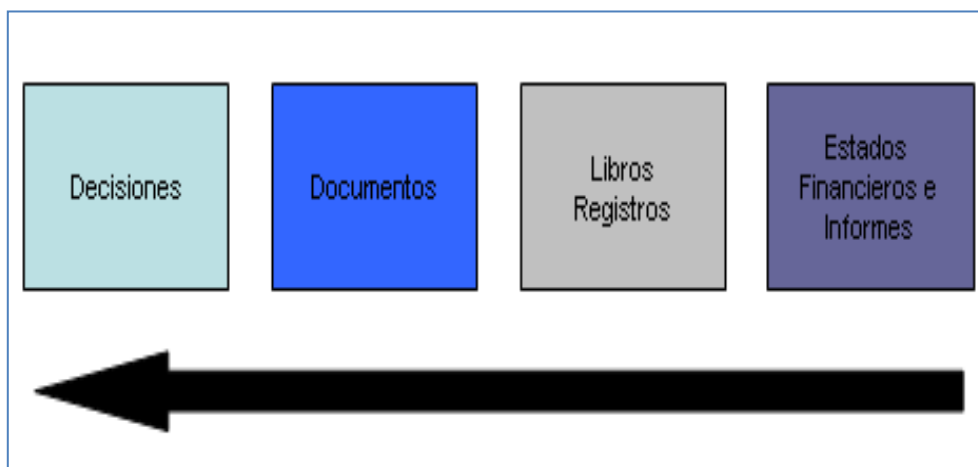 Decisiones
Documentos
Libros
Registros
Estados
Financieros e
Informes